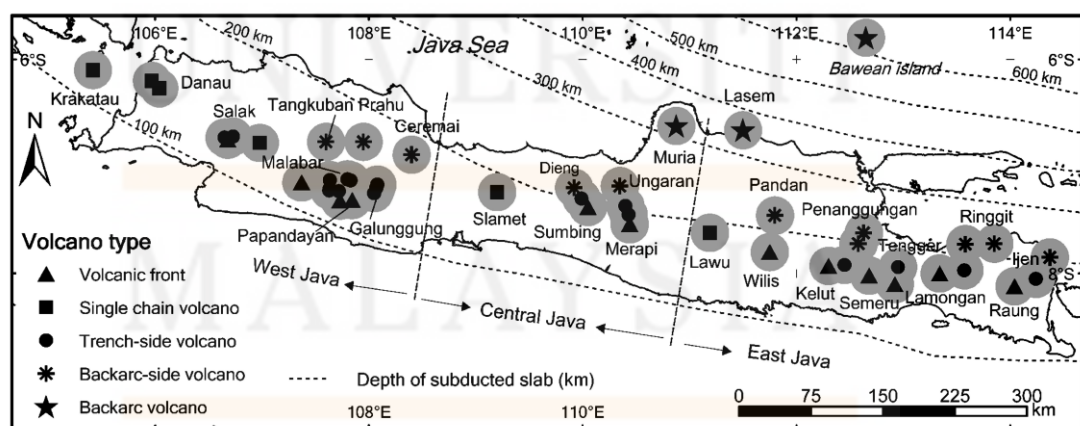 UNIVERSITY
MALAYSIA
106°E
108°E
110°E
112°E
114°E
6°S
6°S
200 km
Java Sea
500 km
400 km
300 km
600 km
Bawean island
Krakatau
Danau
100 km
Salak
Tangkuban Prahu
Ceremai
Malabar
Lasem
Muria
N
Dieng
Ungaran
Pandan
Penanggungan
Ringgit
Slamet
Sumbing
Merapi
Lawu
Wilis
Tengger
Ijen
8°S
Papandayan
Galunggung
Kelut
Semeru
Lamongan
Raung
West Java
Central Java
East Java
Volcano type
Volcanic front
Single chain volcano
Trench-side volcano
Backarc-side volcano
Backarc volcano
Depth of subducted slab (km)
0 75 150 225 300
km
108°E
110°E